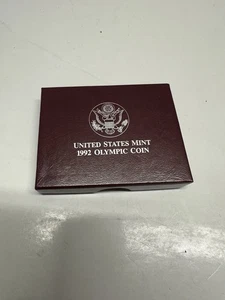 UNITED STATES MINT
1992 OLYMPIC COIN